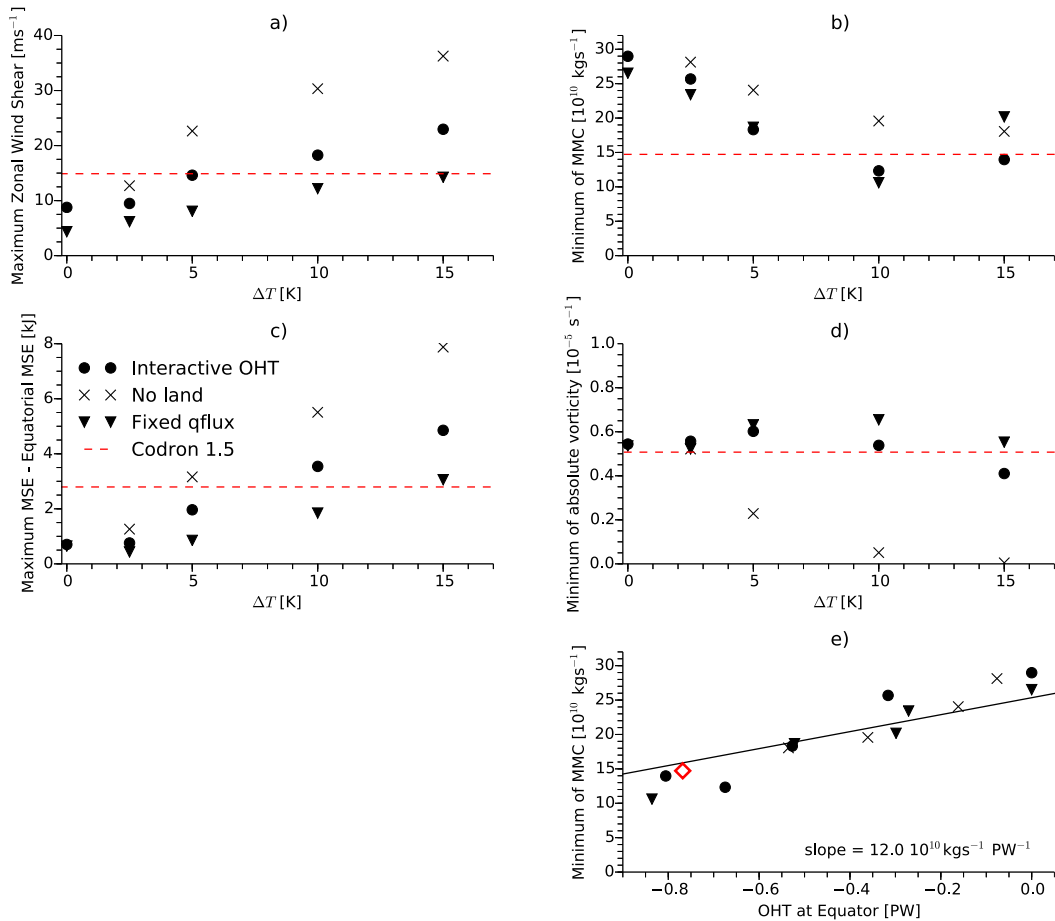 a)
Maximum Zonal Wind Shear [ms⁻¹]
40
30
20
10
0
0 5 10 15
ΔT [K]
b)
Minimum of MMC [10¹⁰ kgs⁻¹]
30
25
20
15
10
5
0
0 5 10 15
ΔT [K]
c)
Maximum MSE - Equatorial MSE [kJ]
8
6
4
2
0
Interactive OHT
No land
Fixed qflux
Codron 1.5
0 5 10 15
ΔT [K]
d)
Minimum of absolute vorticity [10⁻⁵ s⁻¹]
1.0
0.8
0.6
0.4
0.2
0.0
0 5 10 15
ΔT [K]
e)
Minimum of MMC [10¹⁰ kgs⁻¹]
30
25
20
15
10
5
0
slope = 12.0 10¹⁰ kgs⁻¹ PW⁻¹
−0.8 −0.6 −0.4 −0.2 0.0
OHT at Equator [PW]